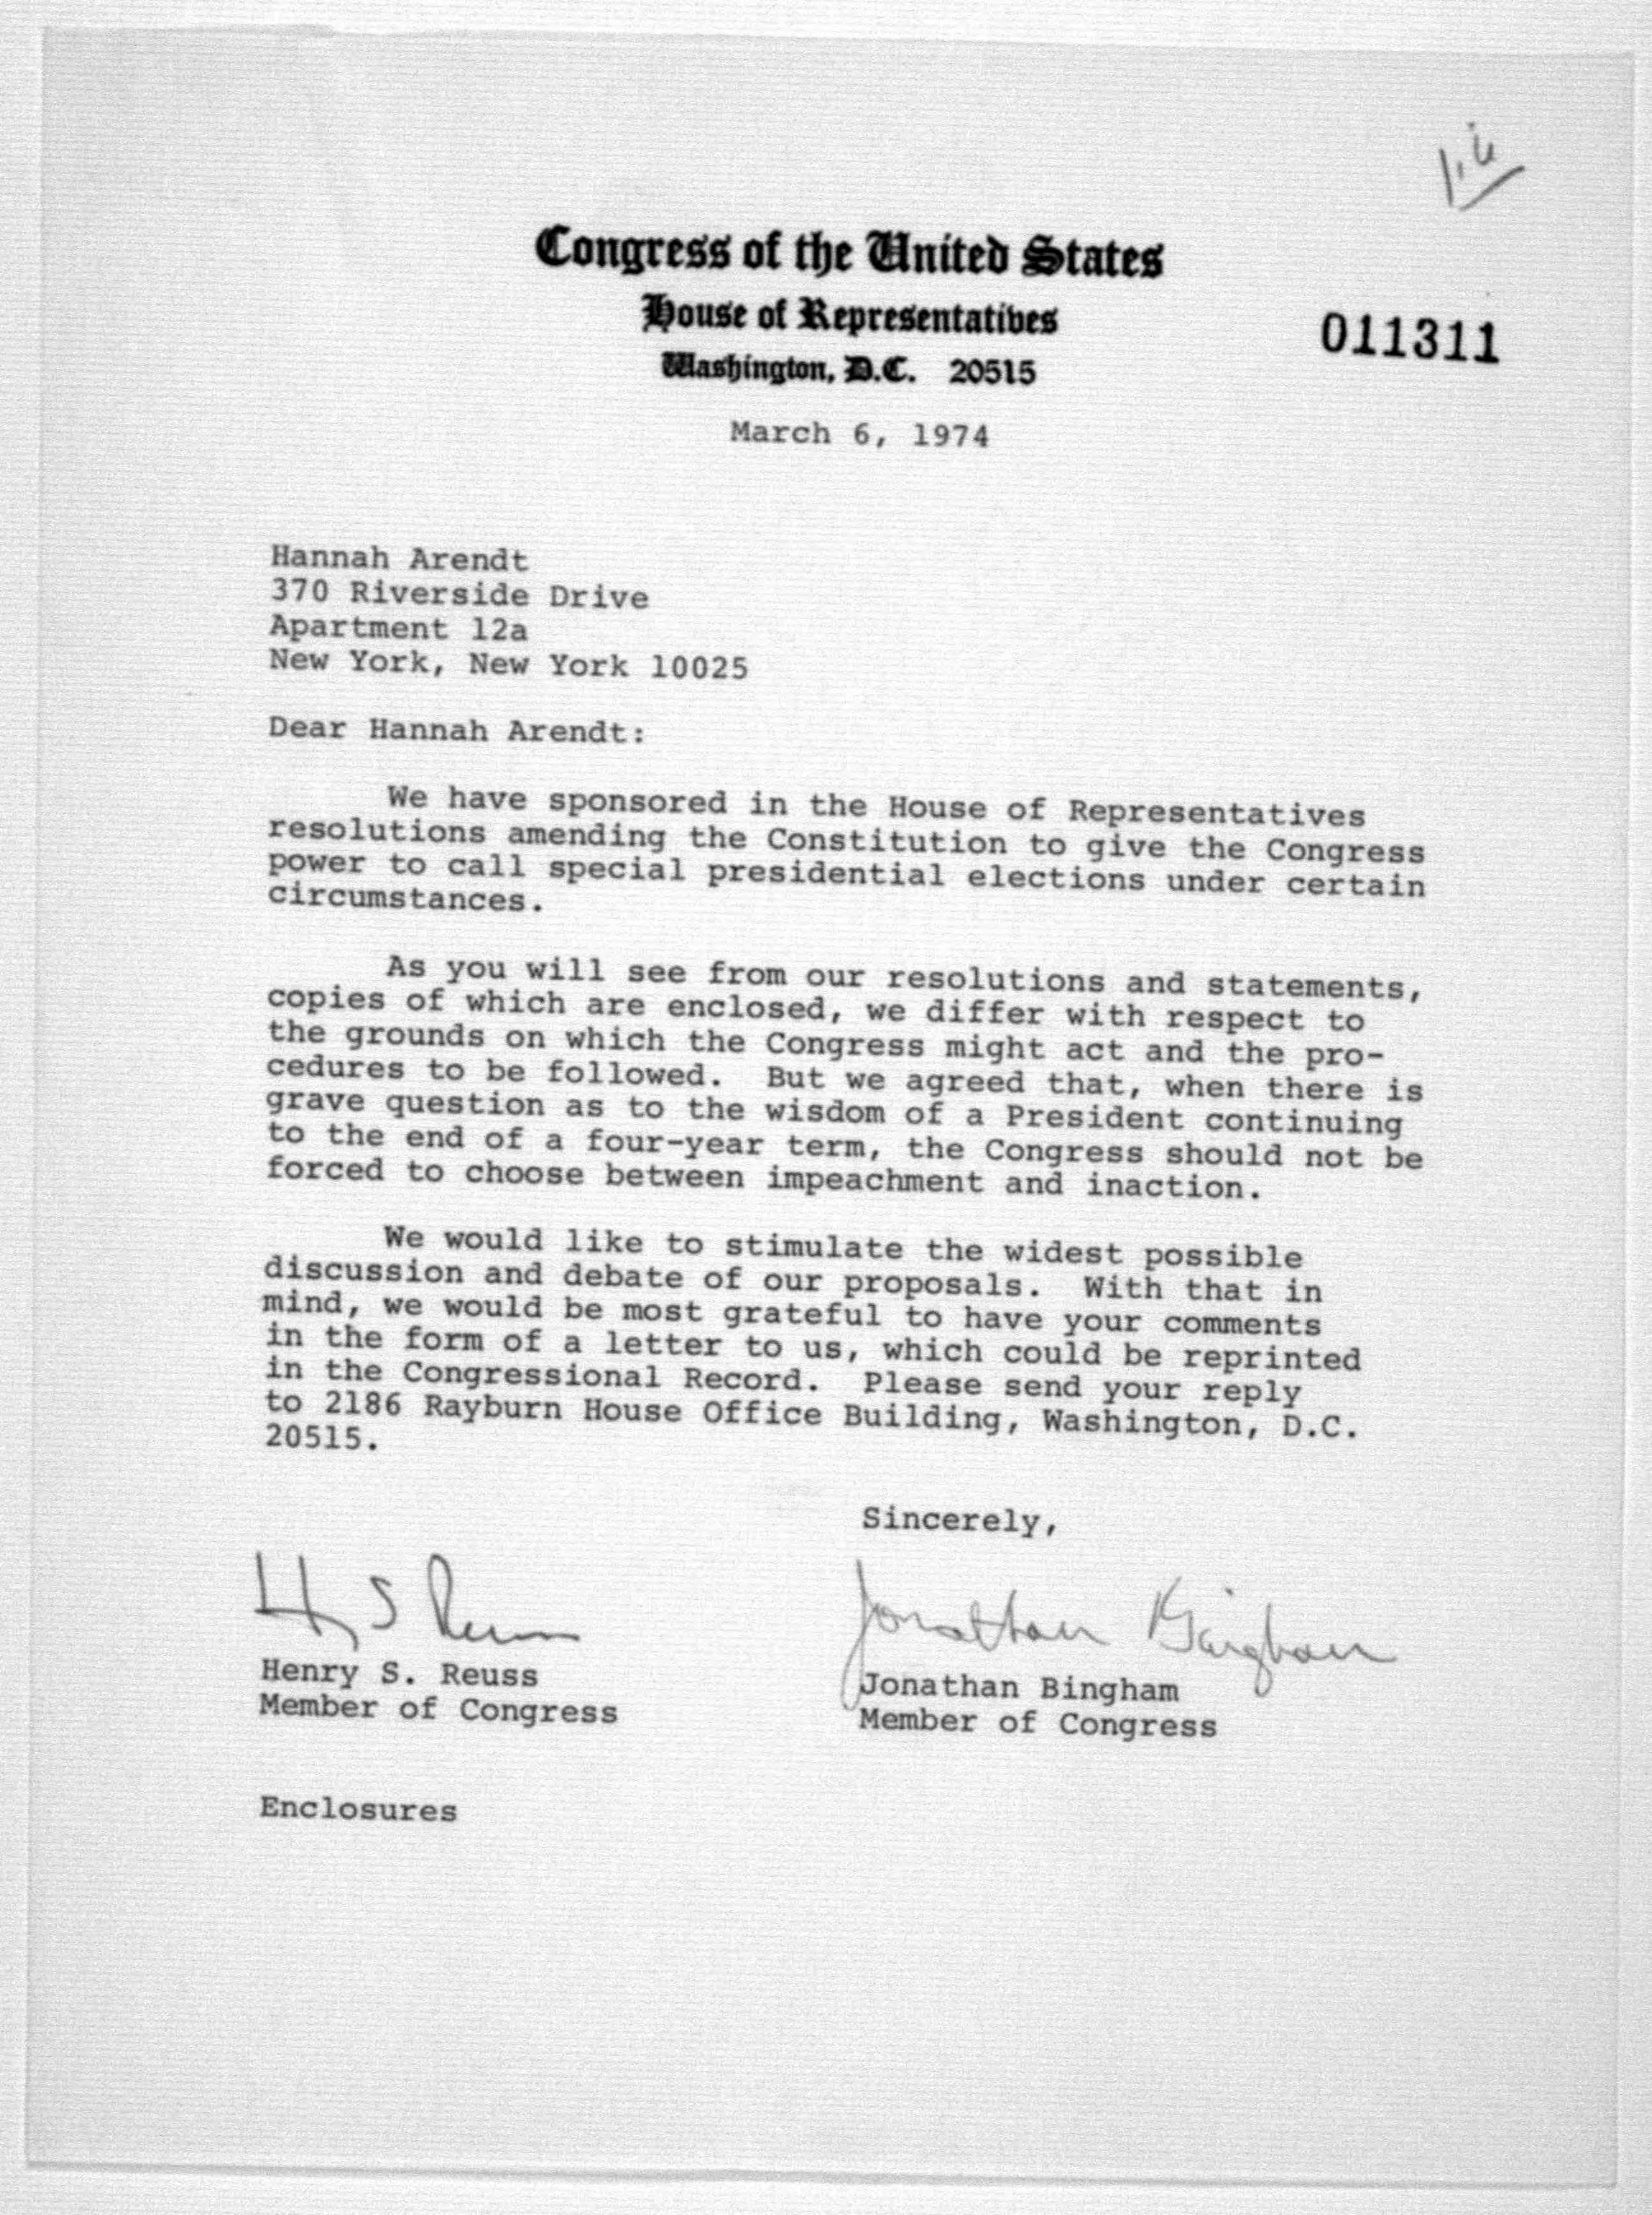 Congress of the United States
House of Representatives
011311
Washington, D.C. 20515
March 6, 1974
Hannah Arendt
370 Riverside Drive
Apartment 12a
New York, New York 10025
Dear Hannah Arendt:
We have sponsored in the House of Representatives
resolutions amending the Constitution to give the Congress
power to call special presidential elections under certain
circumstances.
As you will see from our resolutions and statements,
copies of which are enclosed, we differ with respect to
the grounds on which the Congress might act and the pro-
cedures to be followed. But we agreed that, when there is
grave question as to the wisdom of a President continuing
to the end of a four-year term, the Congress should not be
forced to choose between impeachment and inaction.
We would like to stimulate the widest possible
discussion and debate of our proposals. With that in
mind, we would be most grateful to have your comments
in the form of a letter to us, which could be reprinted
in the Congressional Record. Please send your reply
to 2186 Rayburn House Office Building, Washington, D.C.
20515.
Sincerely,
H S Reuss
Jonathan Bingham
Henry S. Reuss
Jonathan Bingham
Member of Congress
Member of Congress
Enclosures